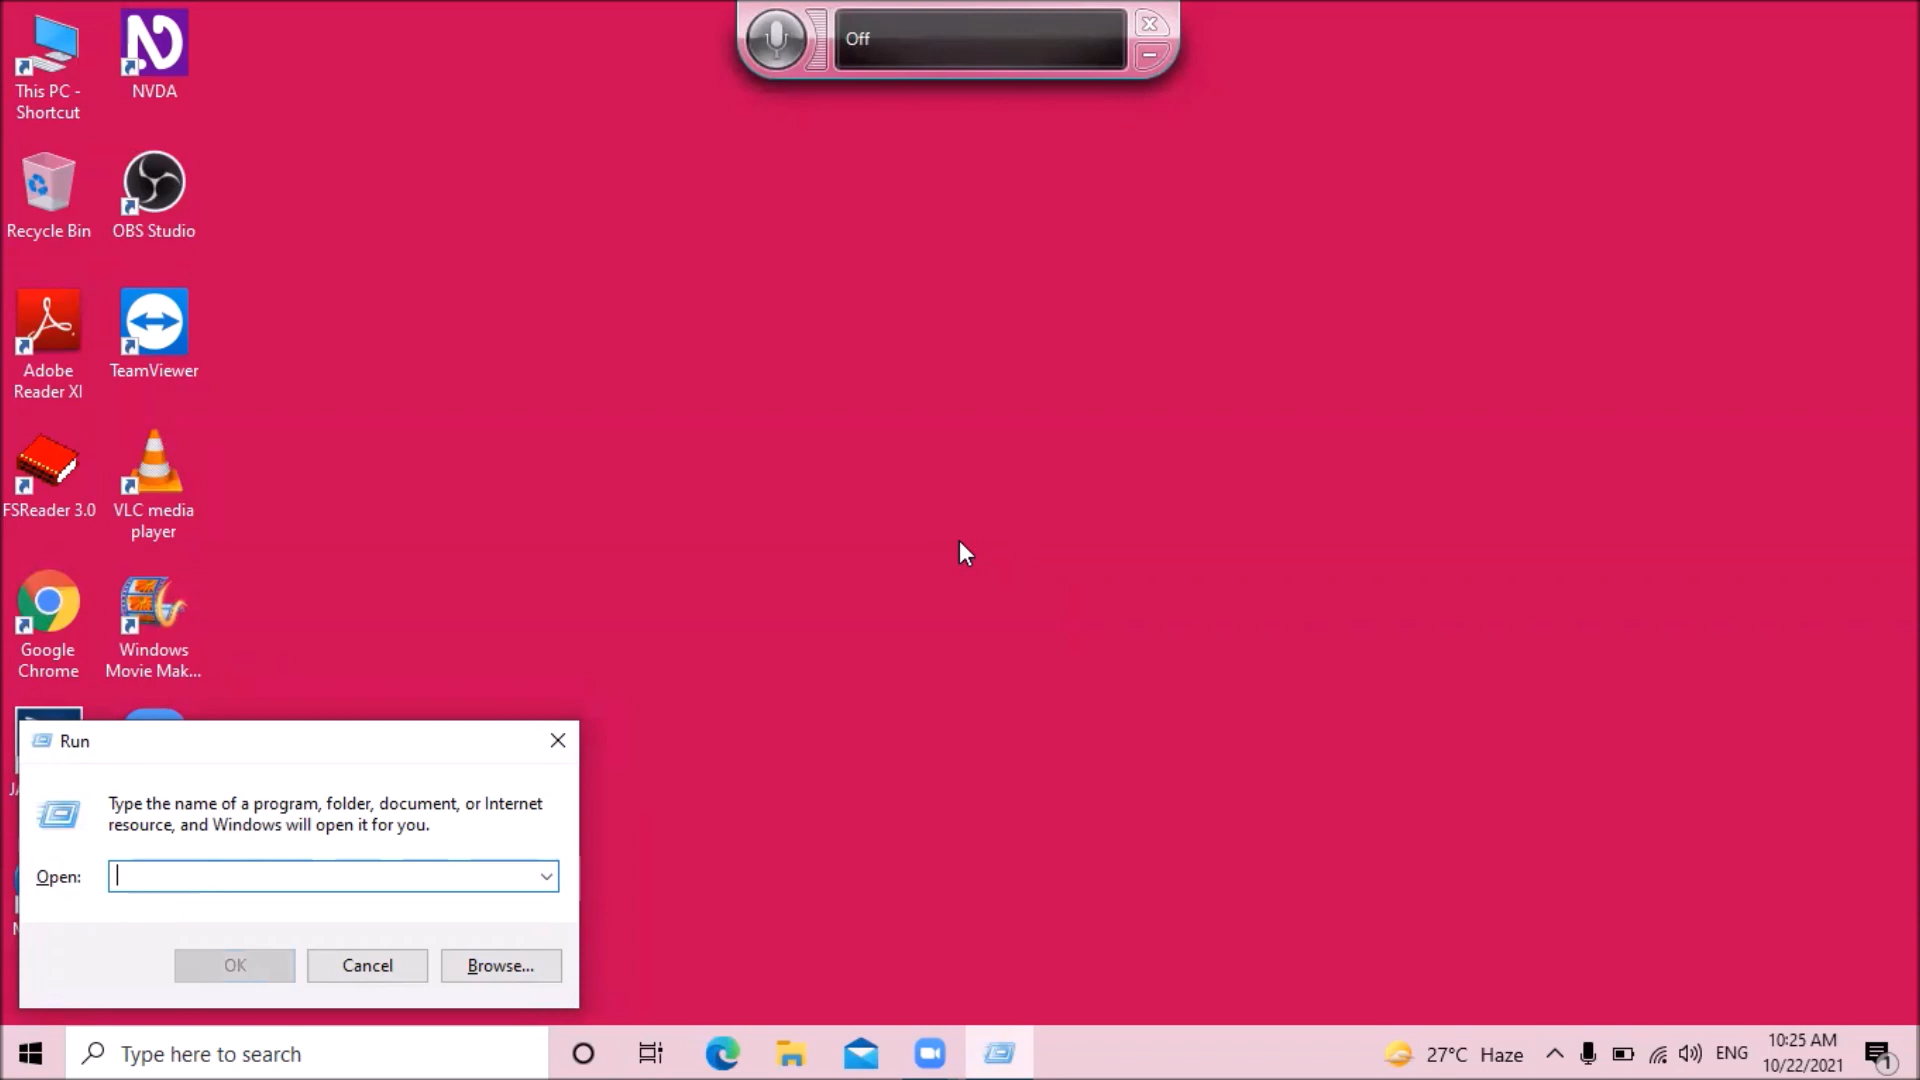 Off
This PC -
Shortcut
NVDA
Recycle Bin
OBS Studio
Adobe
Reader XI
TeamViewer
FSReader 3.0
VLC media
player
Google
Chrome
Windows
Movie Mak...
Run
Type the name of a program, folder, document, or Internet
resource, and Windows will open it for you.
Open:
OK
Cancel
Browse...
Type here to search
27°C Haze
ENG
10:25 AM
10/22/2021
1